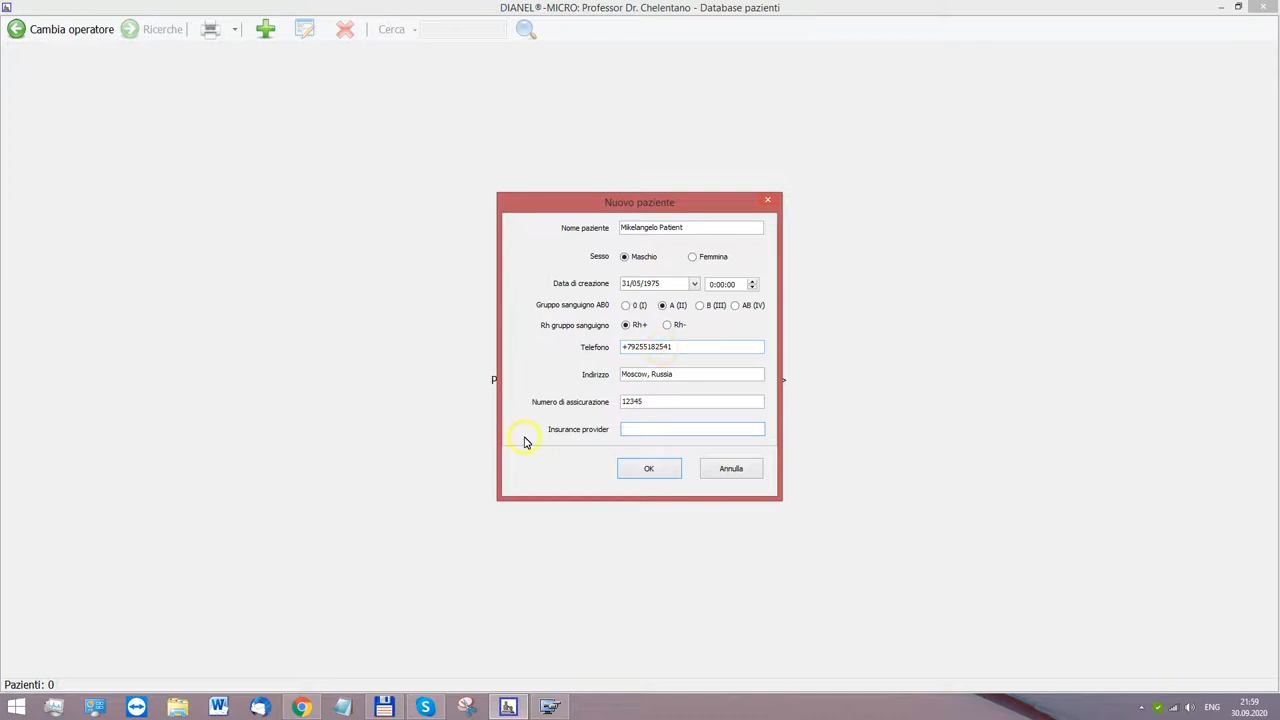 DIANEL®-MICRO: Professor Dr. Chelentano - Database pazienti
Cambia operatore Ricerche Cerca
Nuovo paziente
Nome paziente Mikelangelo Patient
Sesso Maschio Femmina
Data di creazione 31/05/1975 0:00:00
Gruppo sanguigno AB0 0 (I) A (II) B (III) AB (IV)
Rh gruppo sanguigno Rh+ Rh-
Telefono +79255182541
Indirizzo Moscow, Russia
P >
Numero di assicurazione 12345
Insurance provider
OK Annulla
Pazienti: 0
ENG
21:59
30.09.2020